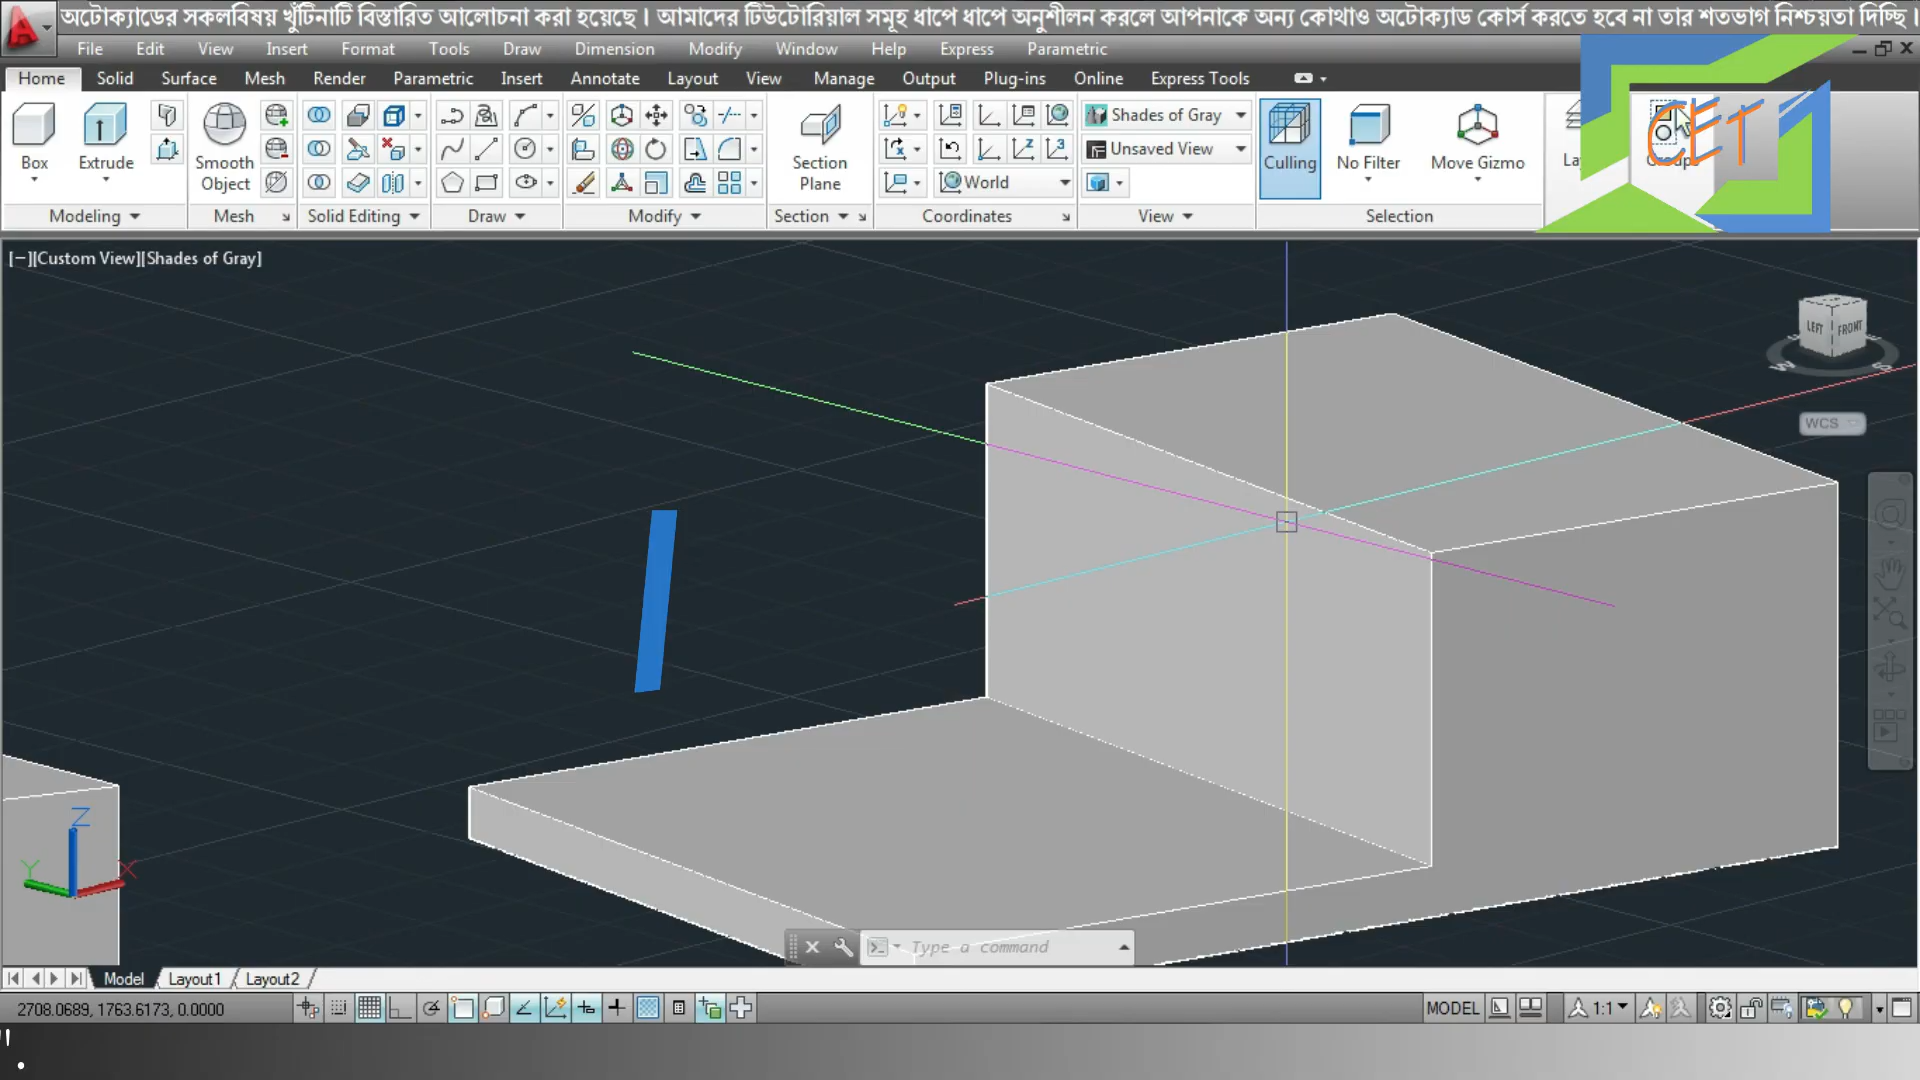 অটোক্যাডের সকলবিষয় খুঁটিনাটি বিস্তারিত আলোচনা করা হয়েছে। আমাদের টিউটোরিয়াল সমূহ ধাপে ধাপে অনুশীলন করলে আপনাকে অন্য কোথাও অটোক্যাড কোর্স করতে হবে না তার শতভাগ নিশ্চয়তা দিচ্ছি।
File Edit View Insert Format Tools Draw Dimension Modify Window Help Express Parametric
Home Solid Surface Mesh Render Parametric Insert Annotate Layout View Manage Output Plug-ins Online Express Tools
Shades of Gray
CET
Unsaved View
Box Extrude Smooth Object Section Plane Culling No Filter Move Gizmo
World
Modeling Mesh Solid Editing Draw Modify Section Coordinates View Selection
[−][Custom View][Shades of Gray]
LEFT FRONT
W S
WCS
Z
Y X
Type a command
Model Layout1 Layout2
2708.0689, 1763.6173, 0.0000 MODEL 1:1